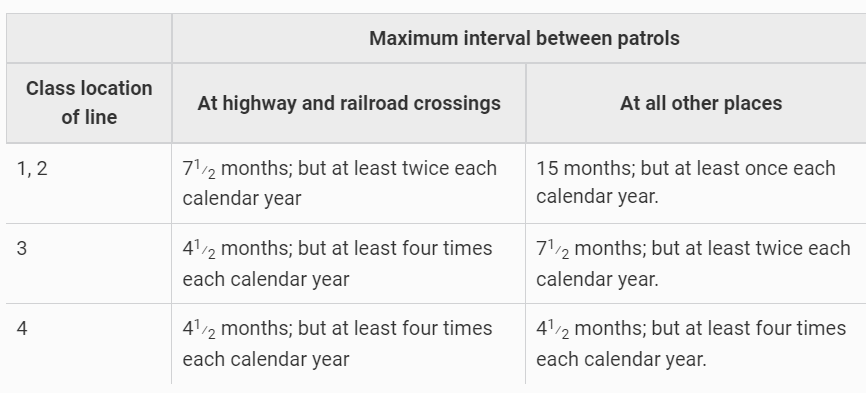 Maximum interval between patrols
Class location
of line
At highway and railroad crossings
At all other places
1, 2
7 1/2 months; but at least twice each
calendar year
15 months; but at least once each
calendar year.
3
4 1/2 months; but at least four times
each calendar year
7 1/2 months; but at least twice each
calendar year.
4
4 1/2 months; but at least four times
each calendar year
4 1/2 months; but at least four times
each calendar year.